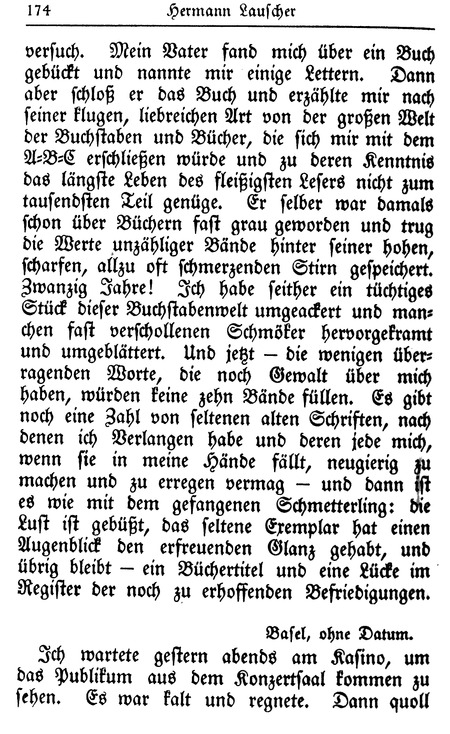 174 Hermann Lauscher
versuch. Mein Vater fand mich über ein Buch
gebückt und nannte mir einige Lettern. Dann
aber schloß er das Buch und erzählte mir nach
seiner klugen, liebreichen Art von der großen Welt
der Buchstaben und Bücher, die sich mir mit dem
A-B-C erschließen würde und zu deren Kenntnis
das längste Leben des fleißigsten Lesers nicht zum
tausendsten Teil genüge. Er selber war damals
schon über Büchern fast grau geworden und trug
die Werte unzähliger Bände hinter seiner hohen,
scharfen, allzu oft schmerzenden Stirn gespeichert.
Zwanzig Jahre! Ich habe seither ein tüchtiges
Stück dieser Buchstabenwelt umgeackert und man-
chen fast verschollenen Schmöker hervorgekramt
und umgeblättert. Und jetzt — die wenigen über-
ragenden Worte, die noch Gewalt über mich
haben, würden keine zehn Bände füllen. Es gibt
noch eine Zahl von seltenen alten Schriften, nach
denen ich Verlangen habe und deren jede mich,
wenn sie in meine Hände fällt, neugierig zu
machen und zu erregen vermag — und dann ist
es wie mit dem gefangenen Schmetterling: die
Lust ist gebüßt, das seltene Exemplar hat einen
Augenblick den erfreuenden Glanz gehabt, und
übrig bleibt — ein Büchertitel und eine Lücke im
Register der noch zu erhoffenden Befriedigungen.
Basel, ohne Datum.
Ich wartete gestern abends am Kasino, um
das Publikum aus dem Konzertsaal kommen zu
sehen. Es war kalt und regnete. Dann quoll